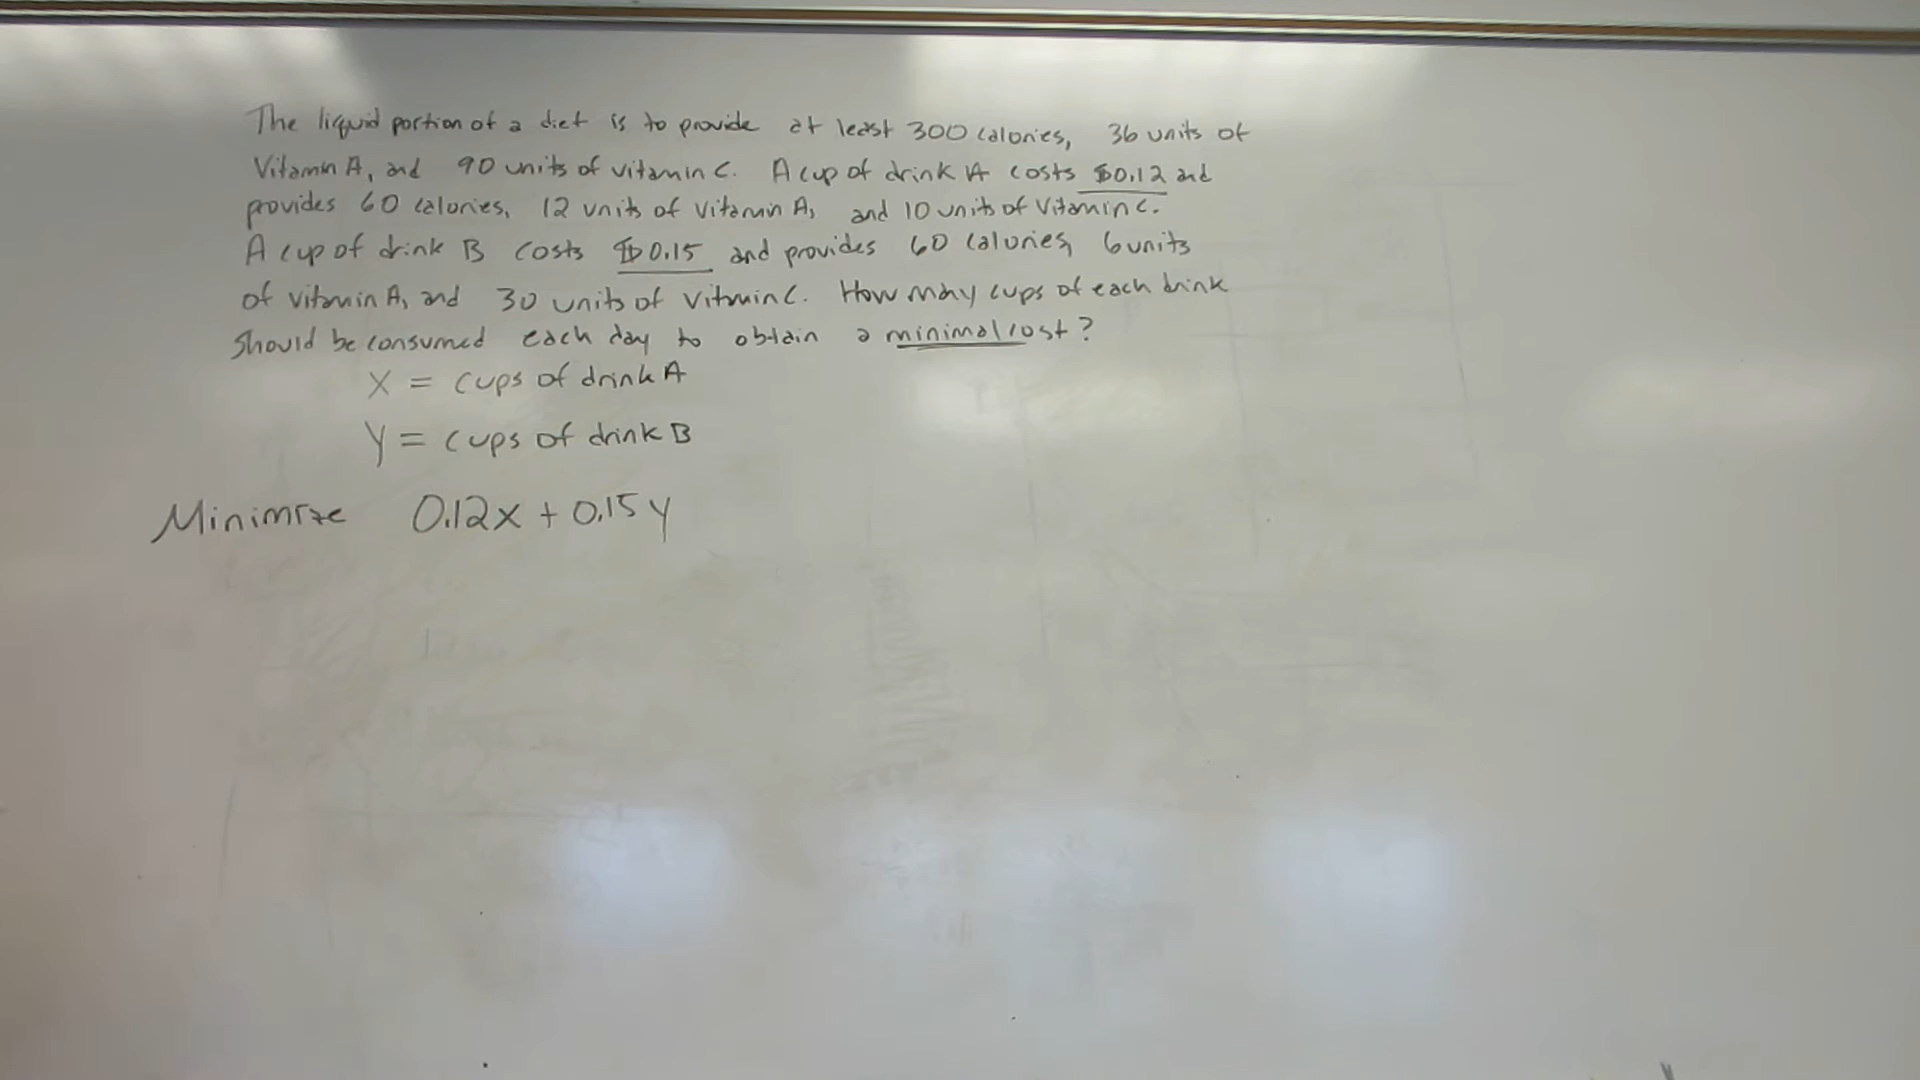 The liquid portion of a diet is to provide at least 300 calories, 36 units of
Vitamin A, and 90 units of vitamin C. A cup of drink A costs $0.12 and
provides 60 calories, 12 units of vitamin A, and 10 units of Vitamin C.
A cup of drink B costs $0.15 and provides 60 calories, 6 units
of vitamin A, and 30 units of vitamin C. How may cups of each drink
should be consumed each day to obtain a minimal cost?
X = cups of drink A
Y = cups of drink B
Minimize 0.12x + 0.15y